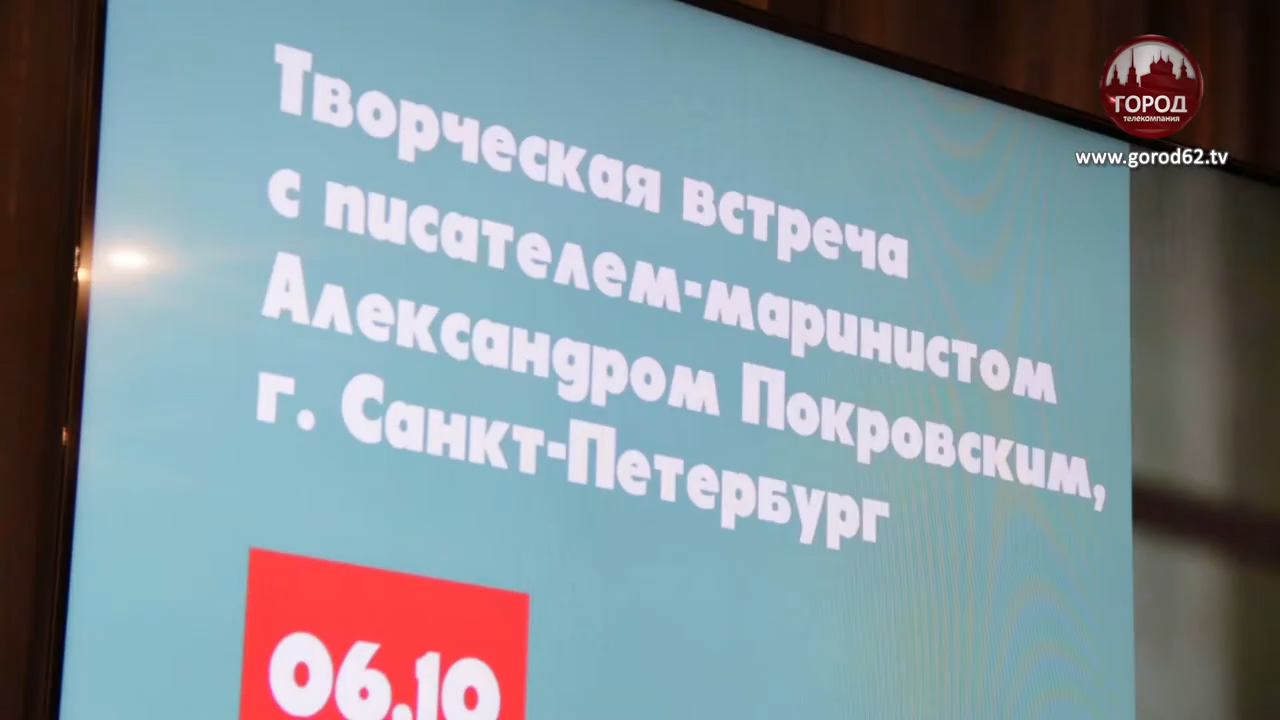 Творческая встреча
с писателем-маринистом
Александром Покровским,
г. Санкт-Петербург
06.10
ГОРОД
телекомпания
www.gorod62.tv